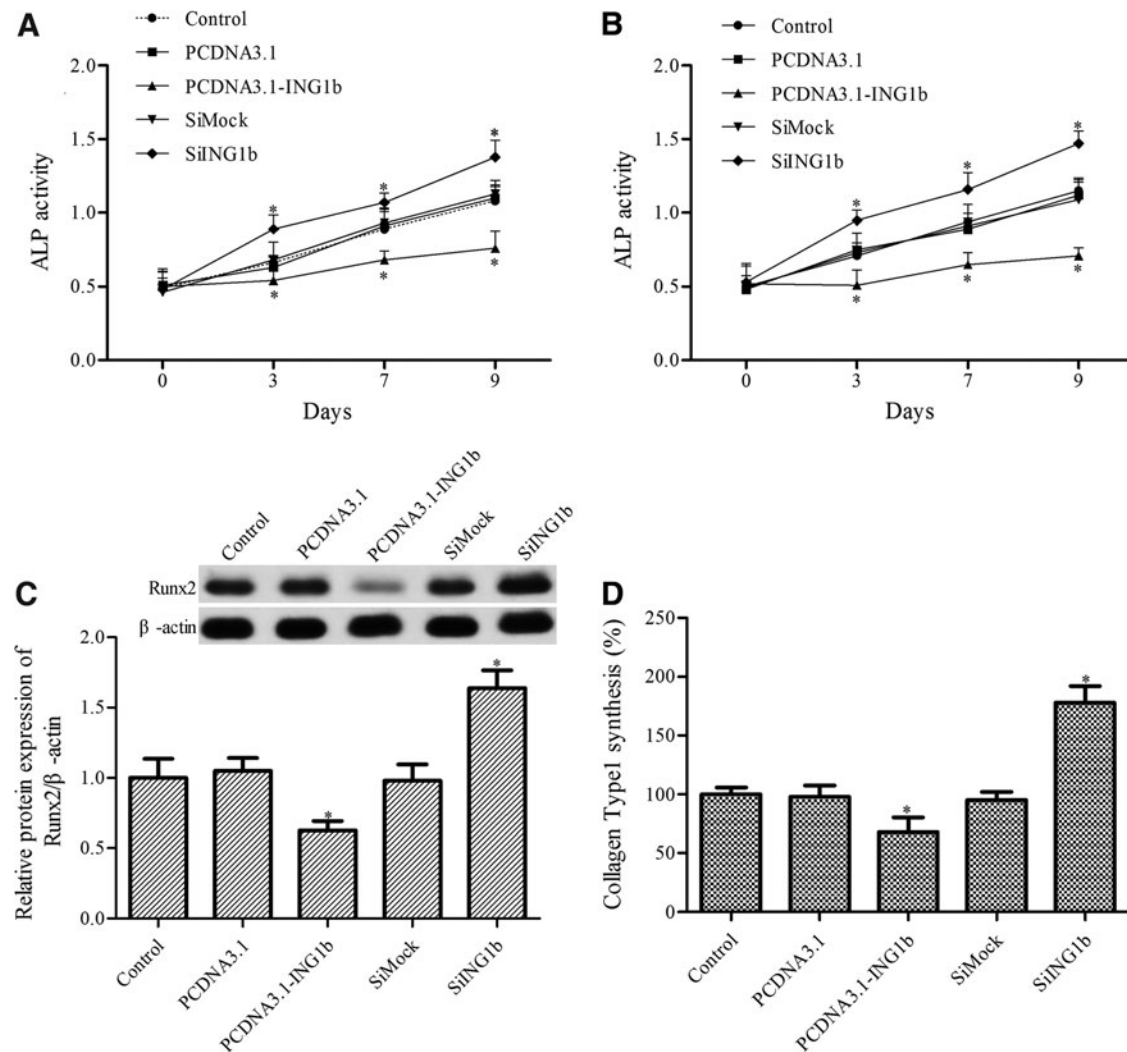 A
Control
PCDNA3.1
PCDNA3.1-ING1b
SiMock
SiING1b
2.0
1.5
1.0
0.5
0.0
ALP activity
*
*
*
*
*
*
0
3
7
9
Days
B
Control
PCDNA3.1
PCDNA3.1-ING1b
SiMock
SiING1b
2.0
1.5
1.0
0.5
0.0
ALP activity
*
*
*
*
*
*
0
3
7
9
Days
C
Control
PCDNA3.1
PCDNA3.1-ING1b
SiMock
SiING1b
Runx2
β -actin
2.0
1.5
1.0
0.5
0.0
Relative protein expression of
Runx2/β -actin
*
*
Control
PCDNA3.1
PCDNA3.1-ING1b
SiMock
SiING1b
D
250
200
150
100
50
0
Collagen Type1 synthesis (%)
*
*
Control
PCDNA3.1
PCDNA3.1-ING1b
SiMock
SiING1b